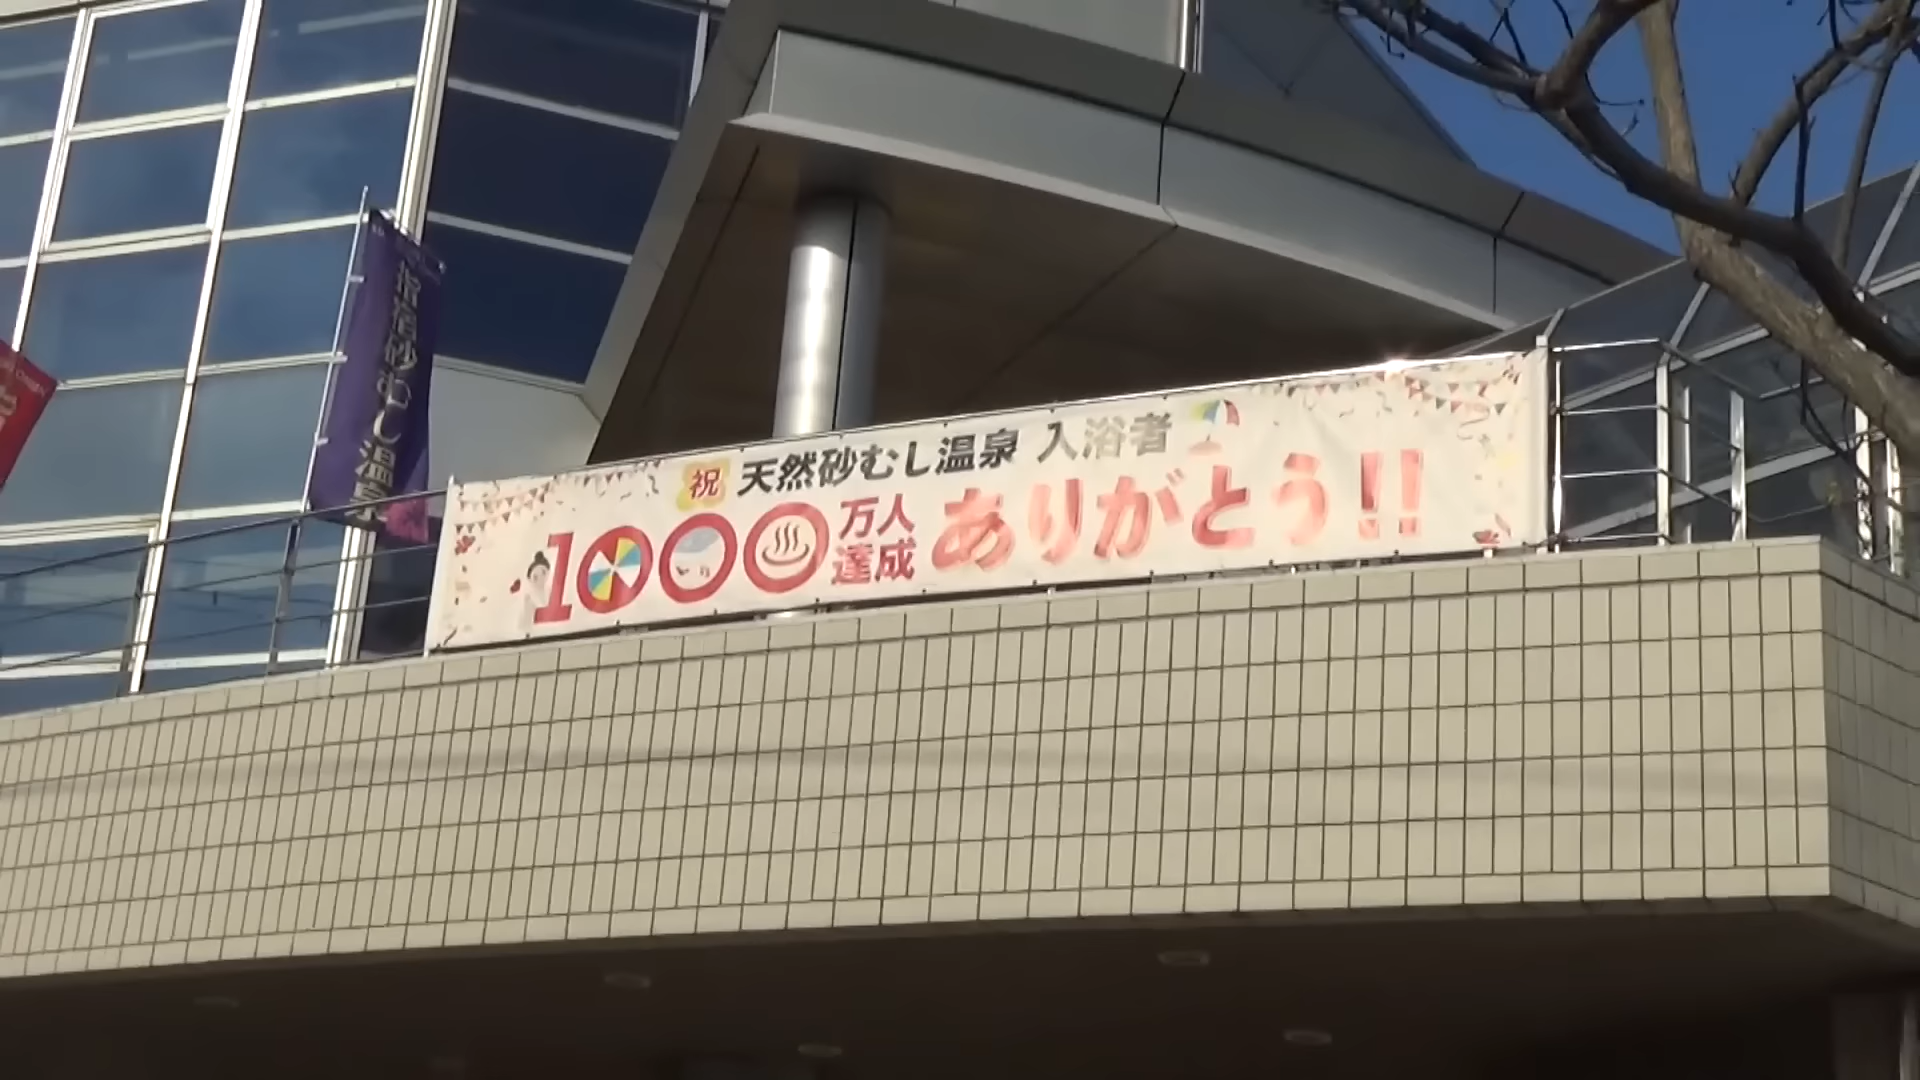 指宿砂むし温泉
祝 天然砂むし温泉 入浴者
1000万人達成 ありがとう!!